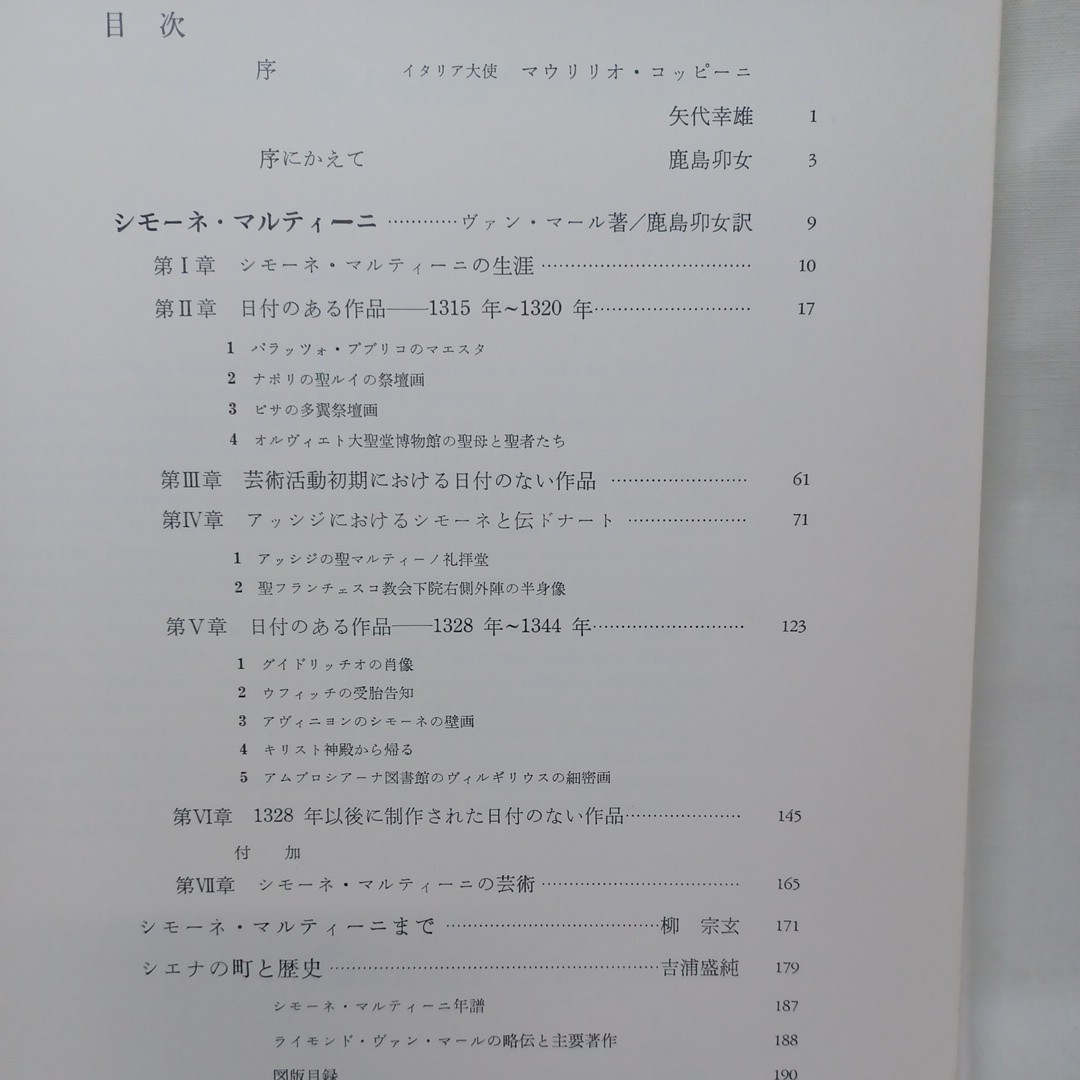 目 次
序 イタリア大使 マウリリオ・コッピーニ
矢代幸雄 1
序にかえて 鹿島卯女 3
シモーネ・マルティーニ …………ヴァン・マール著／鹿島卯女訳 9
第Ⅰ章 シモーネ・マルティーニの生涯………………………………… 10
第Ⅱ章 日付のある作品——1315 年~1320 年………………………… 17
1 パラッツォ・プブリコのマエスタ
2 ナポリの聖ルイの祭壇画
3 ピサの多翼祭壇画
4 オルヴィエト大聖堂博物館の聖母と聖者たち
第Ⅲ章 芸術活動初期における日付のない作品 …………………… 61
第Ⅳ章 アッシジにおけるシモーネと伝ドナート ………………… 71
1 アッシジの聖マルティーノ礼拝堂
2 聖フランチェスコ教会下院右側外陣の半身像
第Ⅴ章 日付のある作品——1328 年~1344 年……………………… 123
1 グイドリッチオの肖像
2 ウフィッチの受胎告知
3 アヴィニヨンのシモーネの壁画
4 キリスト神殿から帰る
5 アムブロシアーナ図書館のヴィルギリウスの細密画
第Ⅵ章 1328 年以後に制作された日付のない作品………………… 145
付 加
第Ⅶ章 シモーネ・マルティーニの芸術……………………………… 165
シモーネ・マルティーニまで …………………………………柳 宗玄 171
シエナの町と歴史……………………………………………………吉浦盛純 179
シモーネ・マルティーニ年譜 187
ライモンド・ヴァン・マールの略伝と主要著作 188
図版目録 190